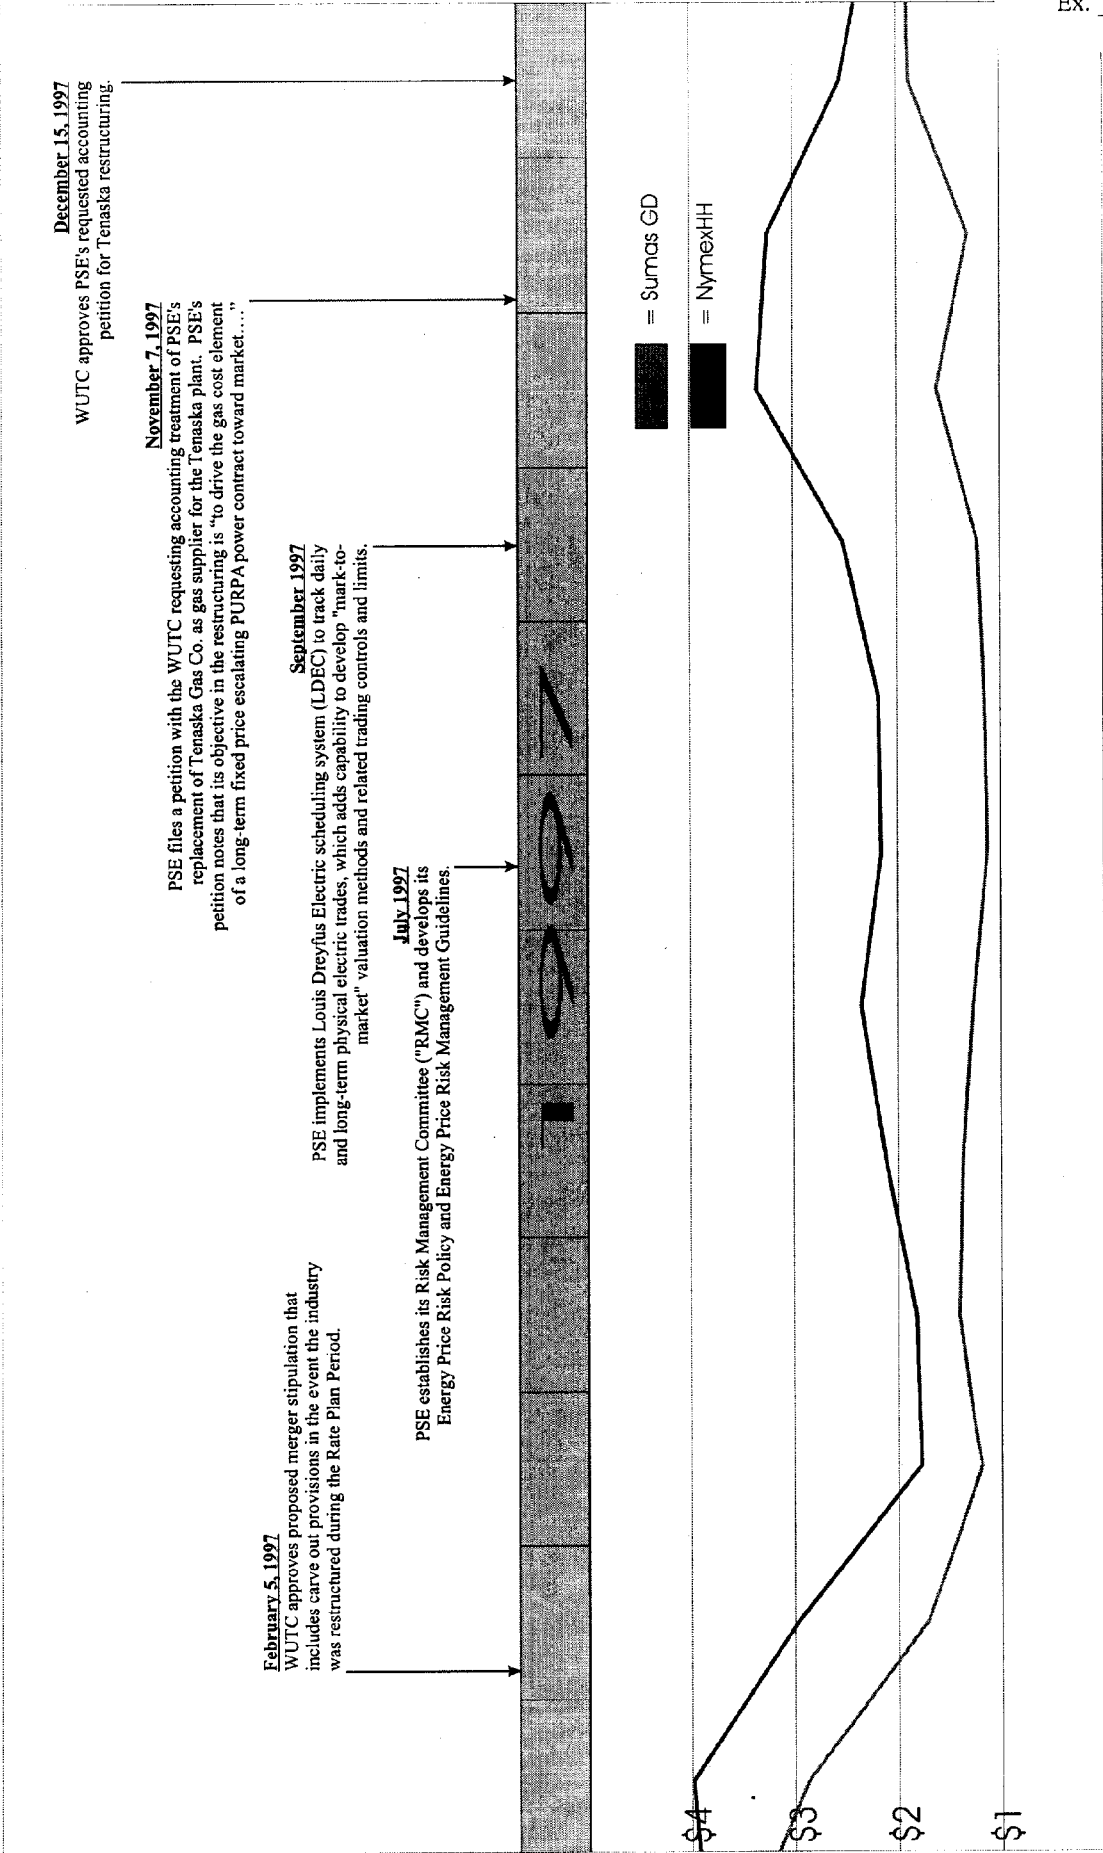 Ex.
December 15, 1997
WUTC approves PSE's requested accounting
petition for Tenaska restructuring.
November 7, 1997
PSE files a petition with the WUTC requesting accounting treatment of PSE's
replacement of Tenaska Gas Co. as gas supplier for the Tenaska plant. PSE's
petition notes that its objective in the restructuring is "to drive the gas cost element
of a long-term fixed price escalating PURPA power contract toward market…."
September 1997
PSE implements Louis Dreyfus Electric scheduling system (LDEC) to track daily
and long-term physical electric trades, which adds capability to develop "mark-to-
market" valuation methods and related trading controls and limits.
July 1997
PSE establishes its Risk Management Committee ("RMC") and develops its
Energy Price Risk Policy and Energy Price Risk Management Guidelines.
February 5, 1997
WUTC approves proposed merger stipulation that
includes carve out provisions in the event the industry
was restructured during the Rate Plan Period.
1997
= Sumas GD
= NymexHH
$4
$3
$2
$1